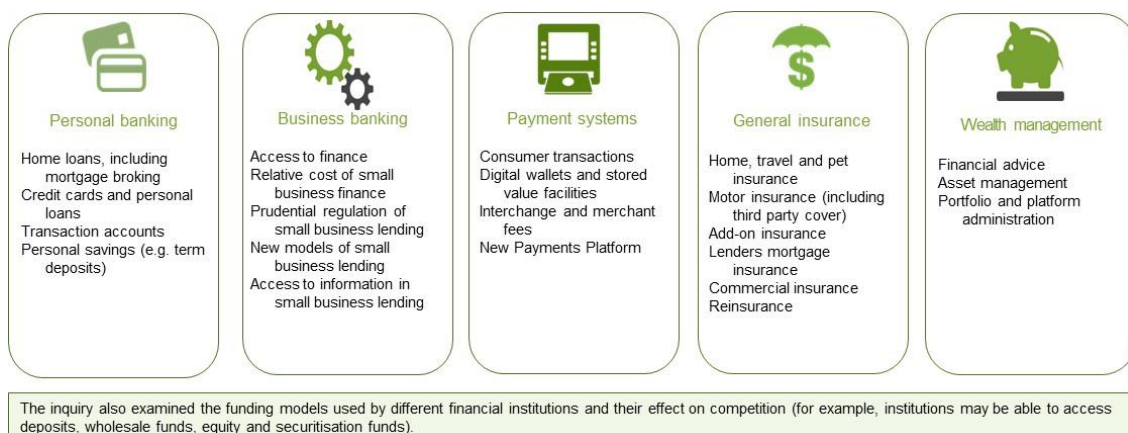 Personal banking
Home loans, including
mortgage broking
Credit cards and personal
loans
Transaction accounts
Personal savings (e.g. term
deposits)
Business banking
Access to finance
Relative cost of small
business finance
Prudential regulation of
small business lending
New models of small
business lending
Access to information in
small business lending
Payment systems
Consumer transactions
Digital wallets and stored
value facilities
Interchange and merchant
fees
New Payments Platform
General insurance
Home, travel and pet
insurance
Motor insurance (including
third party cover)
Add-on insurance
Lenders mortgage
insurance
Commercial insurance
Reinsurance
Wealth management
Financial advice
Asset management
Portfolio and platform
administration
The inquiry also examined the funding models used by different financial institutions and their effect on competition (for example, institutions may be able to access
deposits, wholesale funds, equity and securitisation funds).